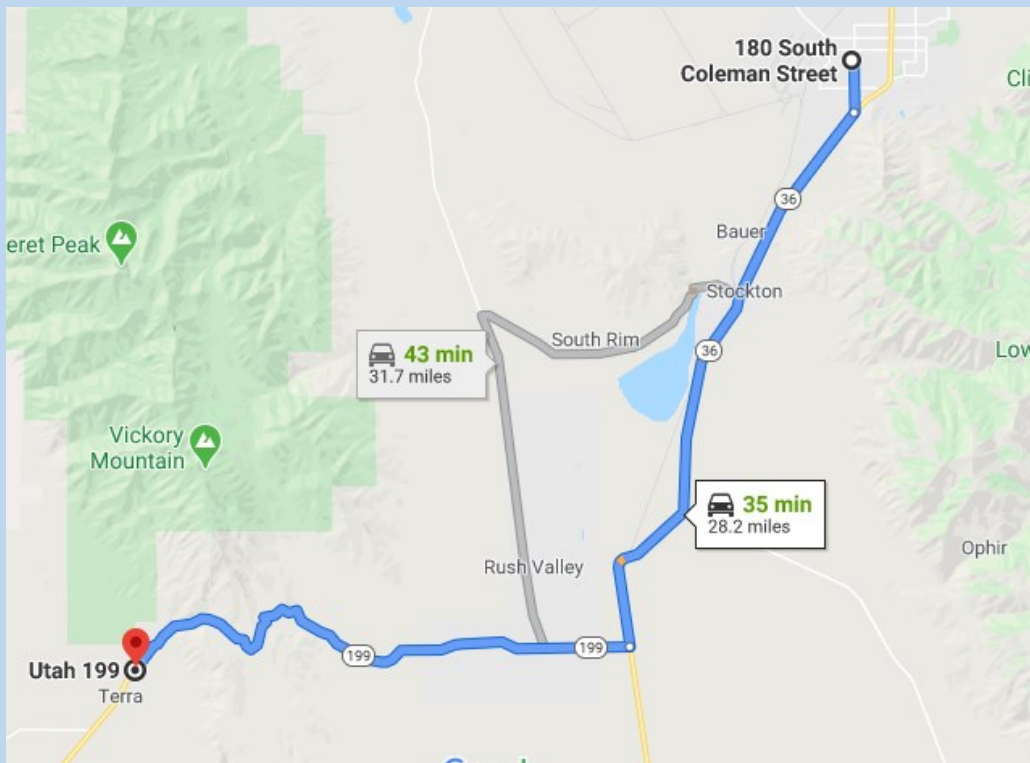 180 South
Coleman Street
Cli
36
eret Peak
Bauer
Stockton
South Rim
36
Low
43 min
31.7 miles
Vickory
Mountain
35 min
28.2 miles
Ophir
Rush Valley
199
199
Utah 199
Terra